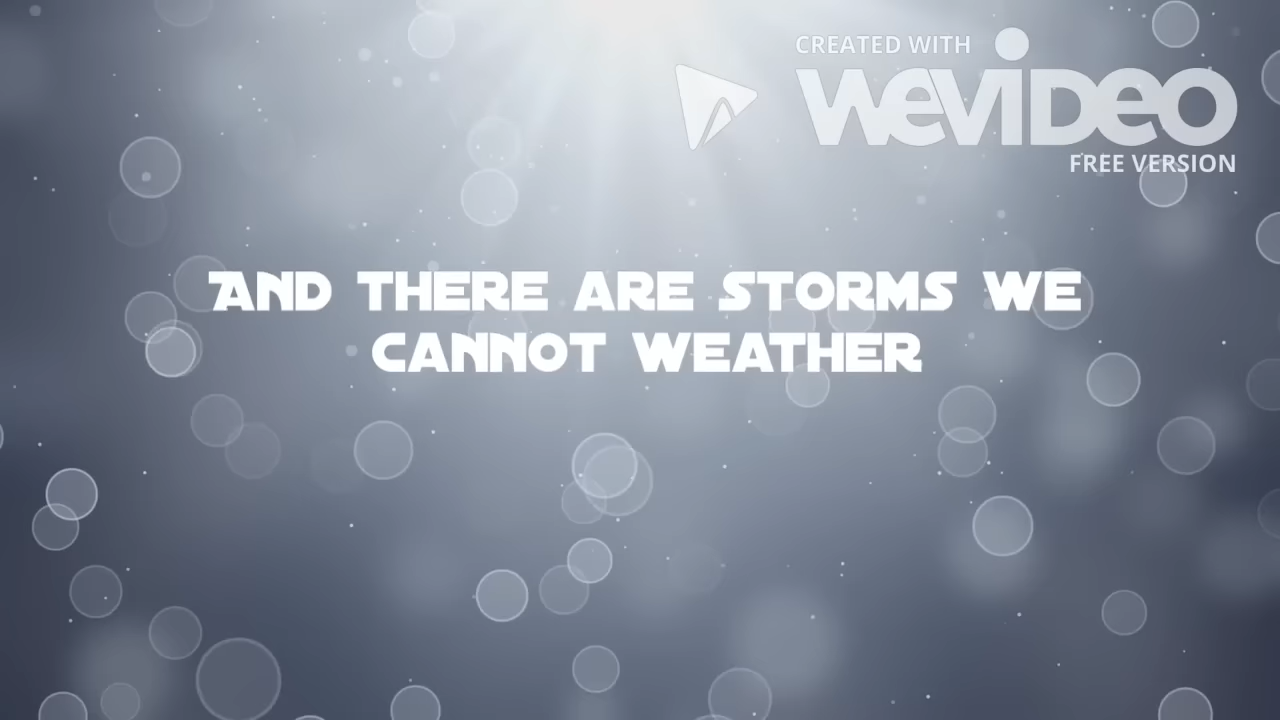 CREATED WITH
WEVIDEO
FREE VERSION
AND THERE ARE STORMS WE
CANNOT WEATHER